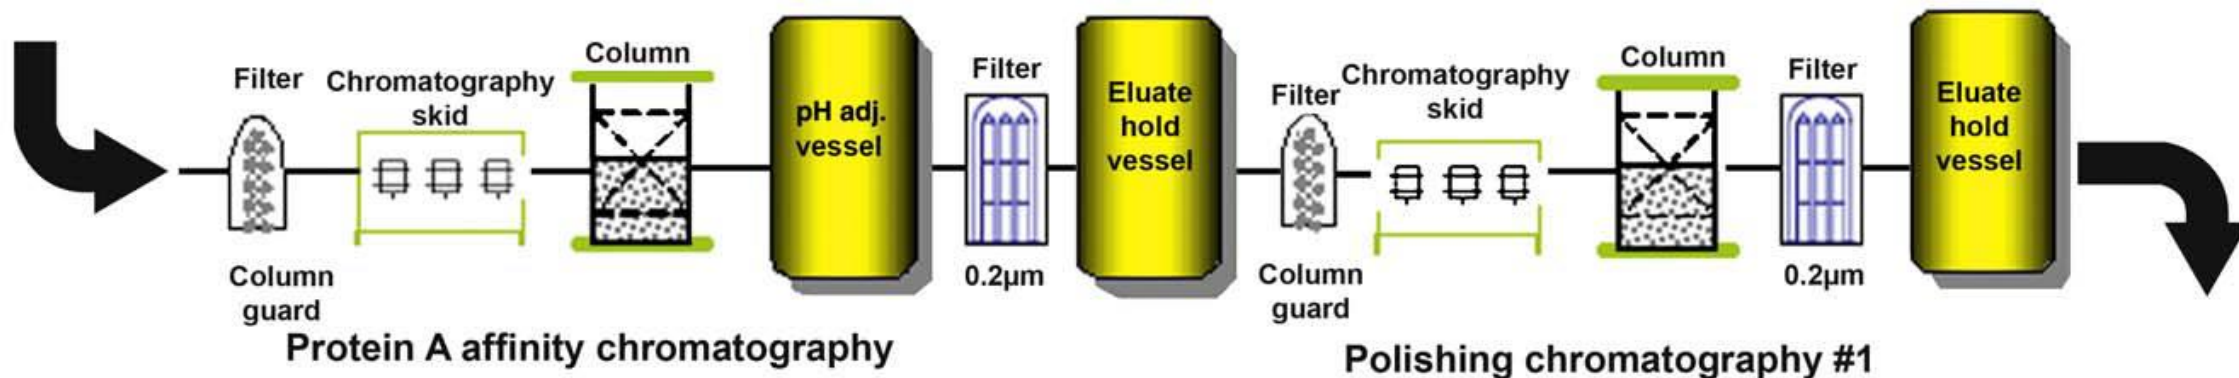 Filter
Chromatography
skid
Column
pH adj.
vessel
Filter
Eluate
hold
vessel
Filter
Chromatography
skid
Column
Filter
Eluate
hold
vessel
Column
guard
0.2µm
Column
guard
0.2µm
Protein A affinity chromatography
Polishing chromatography #1